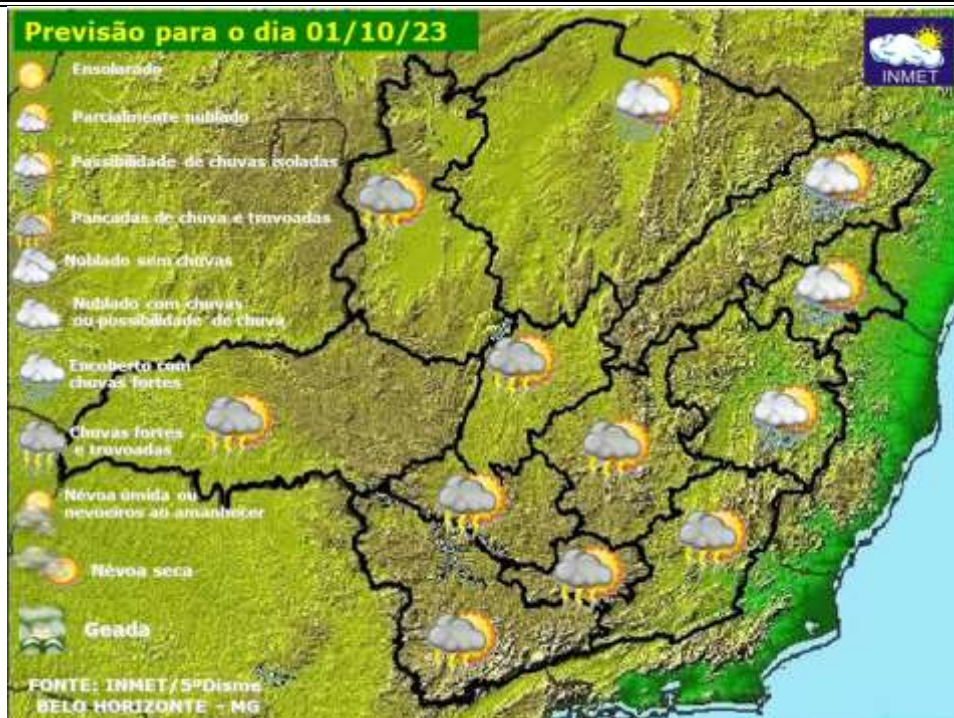 Previsão para o dia 01/10/23
INMET
Ensolarado
Parcialmente nublado
Possibilidade de chuvas isoladas
Pancadas de chuva e trovoadas
Nublado sem chuvas
Nublado com chuvas
ou possibilidade de chuva
Encoberto com
chuvas fortes
Chuvas fortes
e trovoadas
Névoa úmida ou
nevoeiros ao amanhecer
Névoa seca
Geada
FONTE: INMET/5ºDisme
BELO HORIZONTE - MG